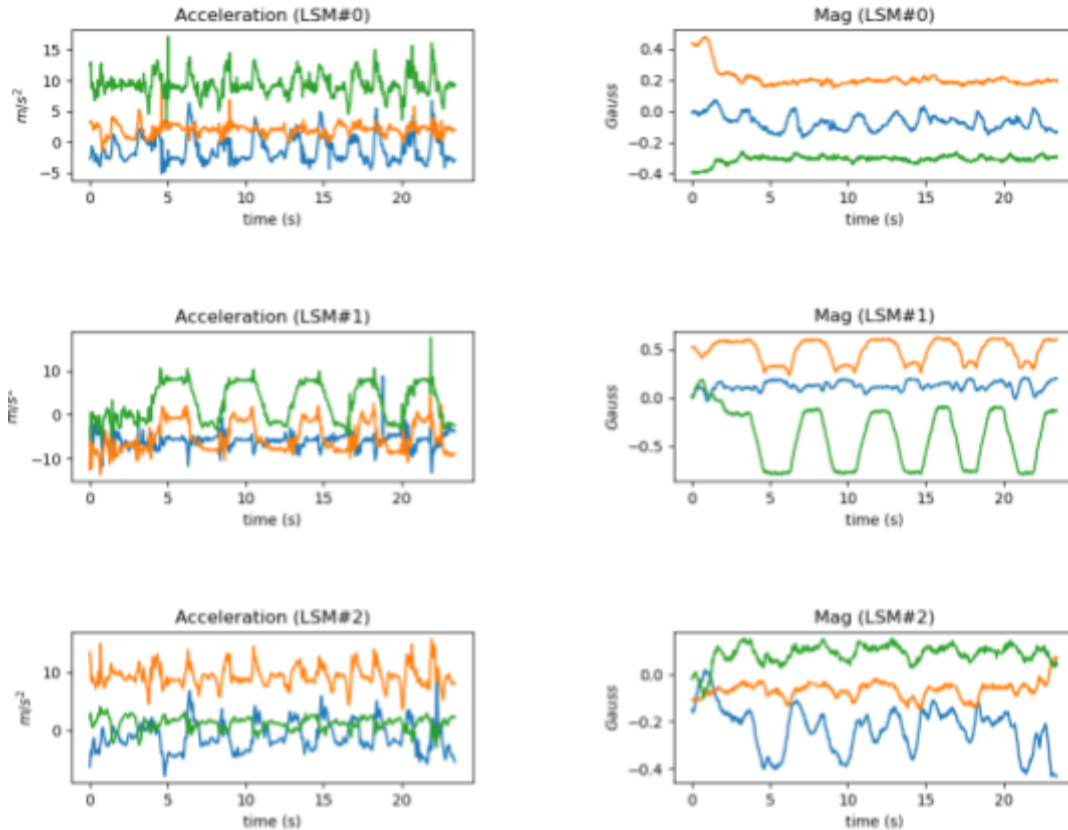 Acceleration (LSM#0)
m/s²
15
10
5
0
−5
0 5 10 15 20
time (s)
Mag (LSM#0)
Gauss
0.4
0.2
0.0
−0.2
−0.4
0 5 10 15 20
time (s)
Acceleration (LSM#1)
m/s²
10
0
−10
0 5 10 15 20
time (s)
Mag (LSM#1)
Gauss
0.5
0.0
−0.5
0 5 10 15 20
time (s)
Acceleration (LSM#2)
m/s²
10
0
0 5 10 15 20
time (s)
Mag (LSM#2)
Gauss
0.0
−0.2
−0.4
0 5 10 15 20
time (s)